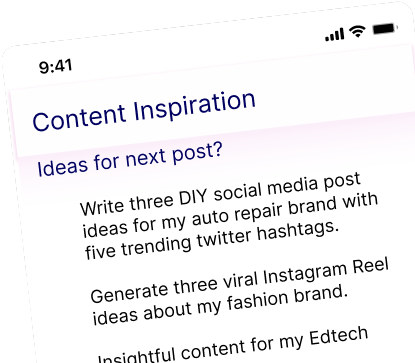 9:41
Content Inspiration
Ideas for next post?
Write three DIY social media post
ideas for my auto repair brand with
five trending twitter hashtags.
Generate three viral Instagram Reel
ideas about my fashion brand.
Insightful content for my Edtech